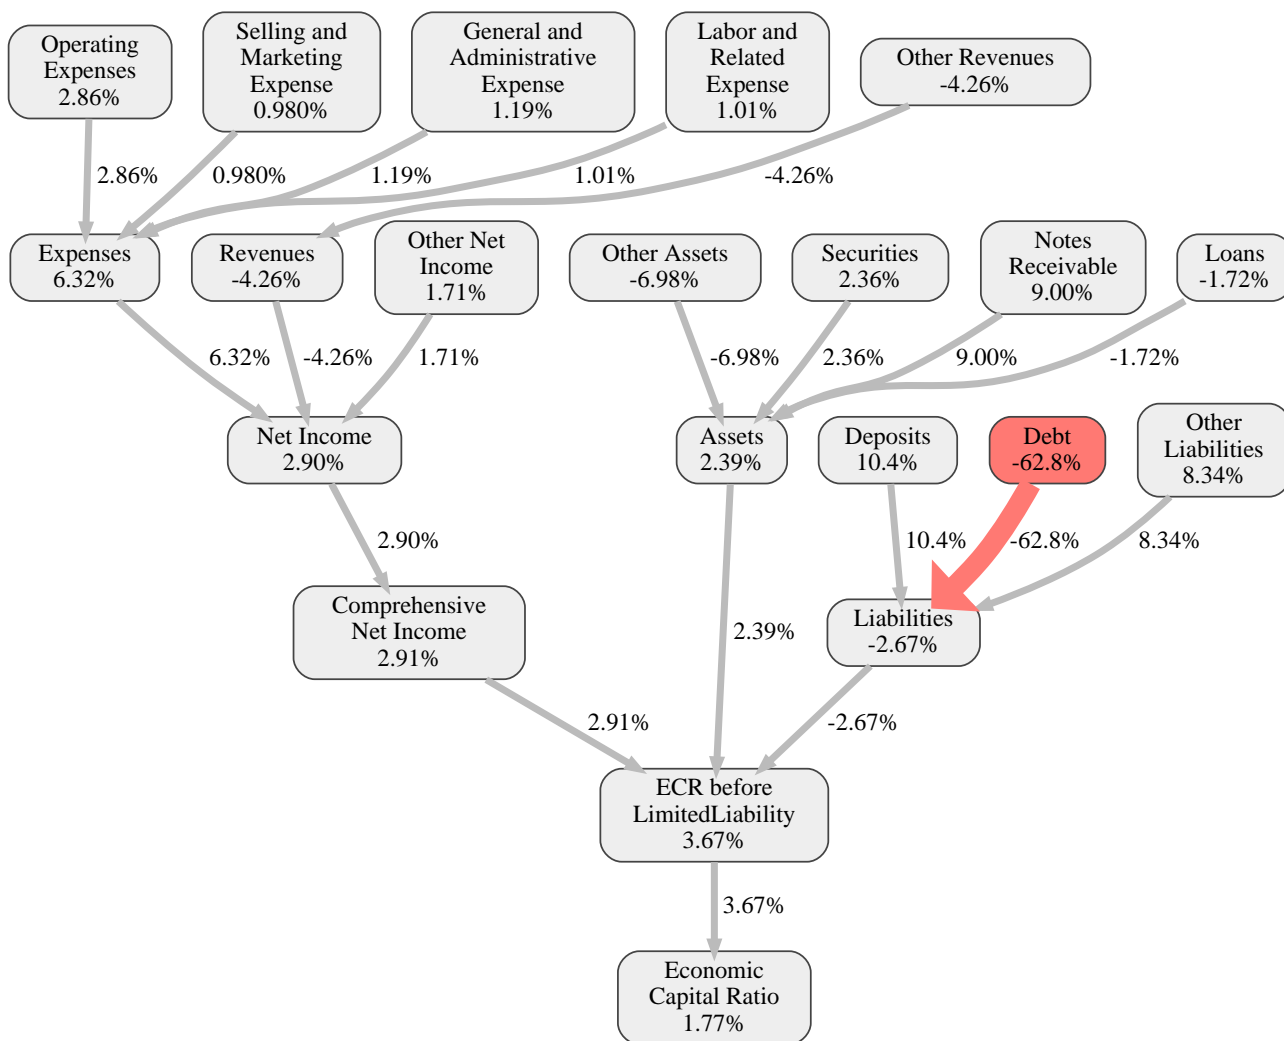 Operating
Expenses
2.86%
Selling and
Marketing
Expense
0.980%
General and
Administrative
Expense
1.19%
Labor and
Related
Expense
1.01%
Other Revenues
-4.26%
2.86%
0.980%
1.19%
1.01%
-4.26%
Expenses
6.32%
Revenues
-4.26%
Other Net
Income
1.71%
Other Assets
-6.98%
Securities
2.36%
Notes
Receivable
9.00%
Loans
-1.72%
6.32%
-4.26%
1.71%
-6.98%
2.36%
9.00%
-1.72%
Net Income
2.90%
Assets
2.39%
Deposits
10.4%
Debt
-62.8%
Other
Liabilities
8.34%
2.90%
10.4%
-62.8%
8.34%
Comprehensive
Net Income
2.91%
2.39%
Liabilities
-2.67%
2.91%
-2.67%
ECR before
LimitedLiability
3.67%
3.67%
Economic
Capital Ratio
1.77%